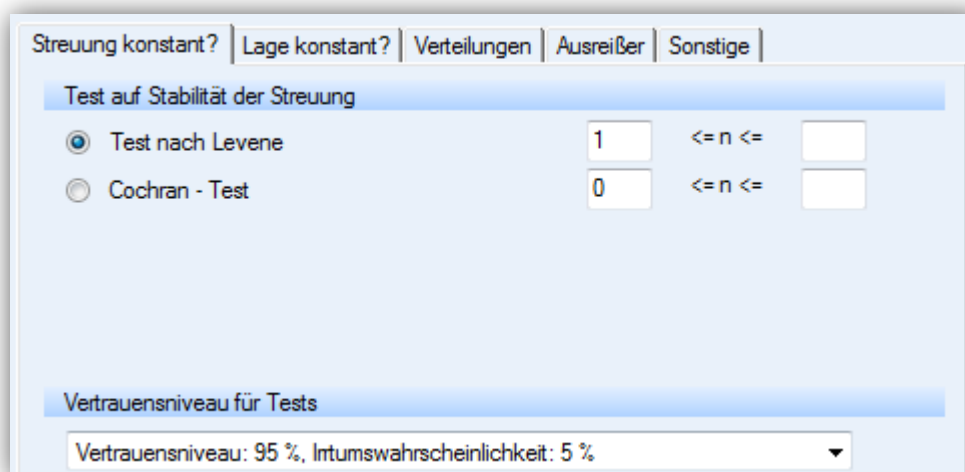 Streuung konstant? Lage konstant? Verteilungen Ausreißer Sonstige
Test auf Stabilität der Streuung
Test nach Levene 1 <= n <=
Cochran - Test 0 <= n <=
Vertrauensniveau für Tests
Vertrauensniveau: 95 %, Irrtumswahrscheinlichkeit: 5 %